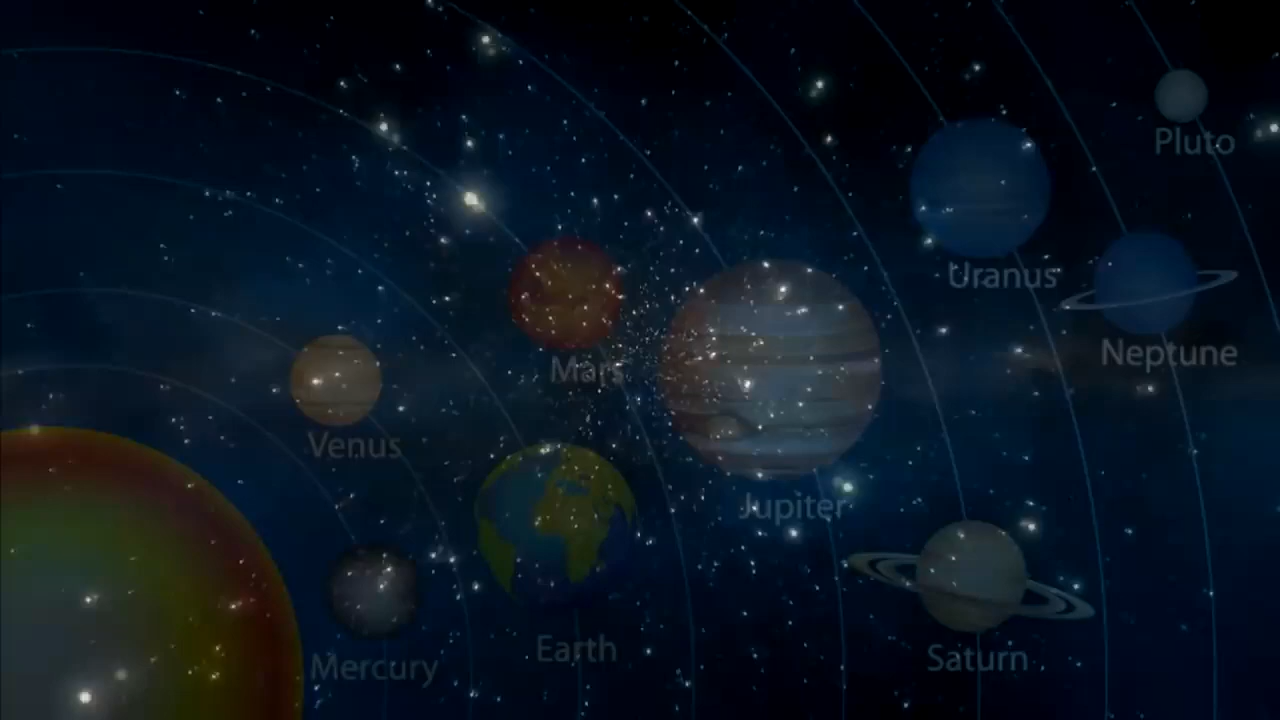 Pluto
Uranus
Neptune
Mars
Venus
Jupiter
Earth
Saturn
Mercury